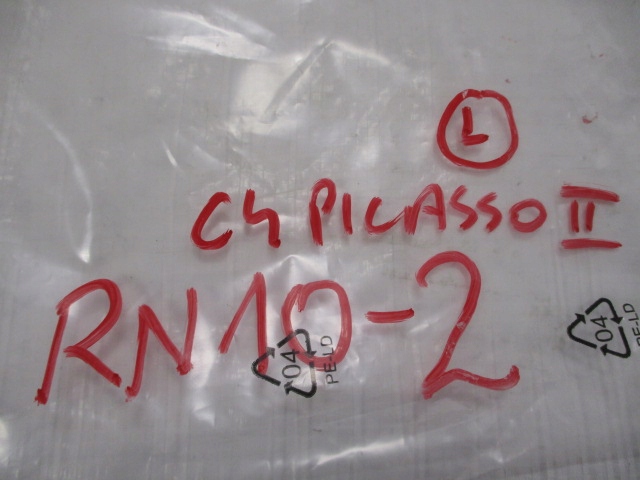 L
C4 PICASSO II
RN10-2
04
PE-LD
04
PE-LD